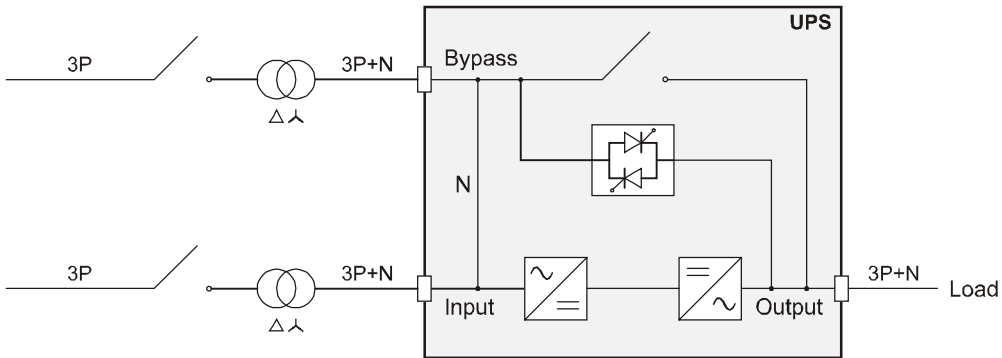 UPS
3P
3P+N
Bypass
N
3P
3P+N
Input
Output
3P+N
Load